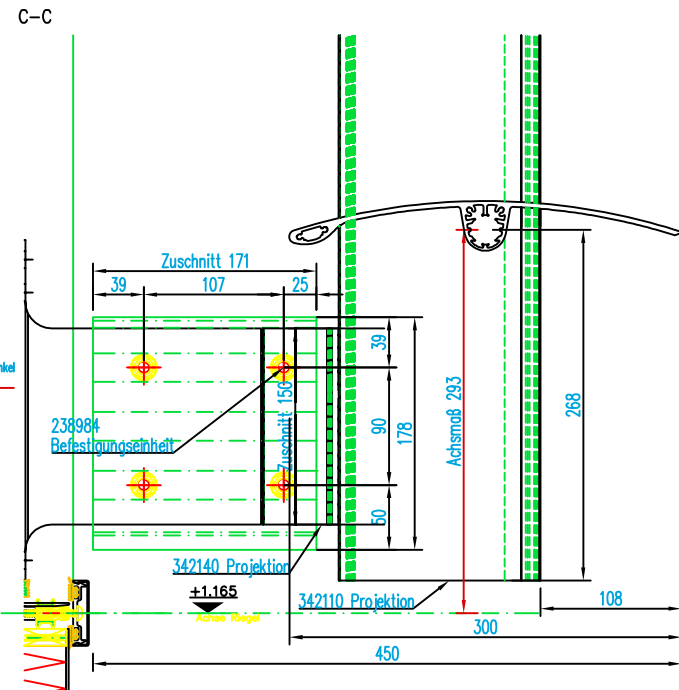 C-C
Zuschnitt 171
39
107
25
nkel
39
90
178
50
Zuschnitt 150
Achsmaß 293
268
238984
Befestigungseinheit
342140 Projektion
+1.165
Achse Riegel
342110 Projektion
108
300
450